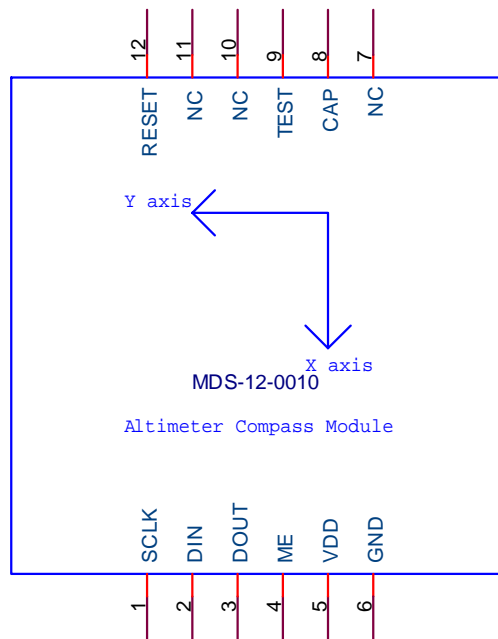 12 11 10 9 8 7
RESET NC NC TEST CAP NC
Y axis
X axis
MDS-12-0010
Altimeter Compass Module
SCLK DIN DOUT ME VDD GND
1 2 3 4 5 6